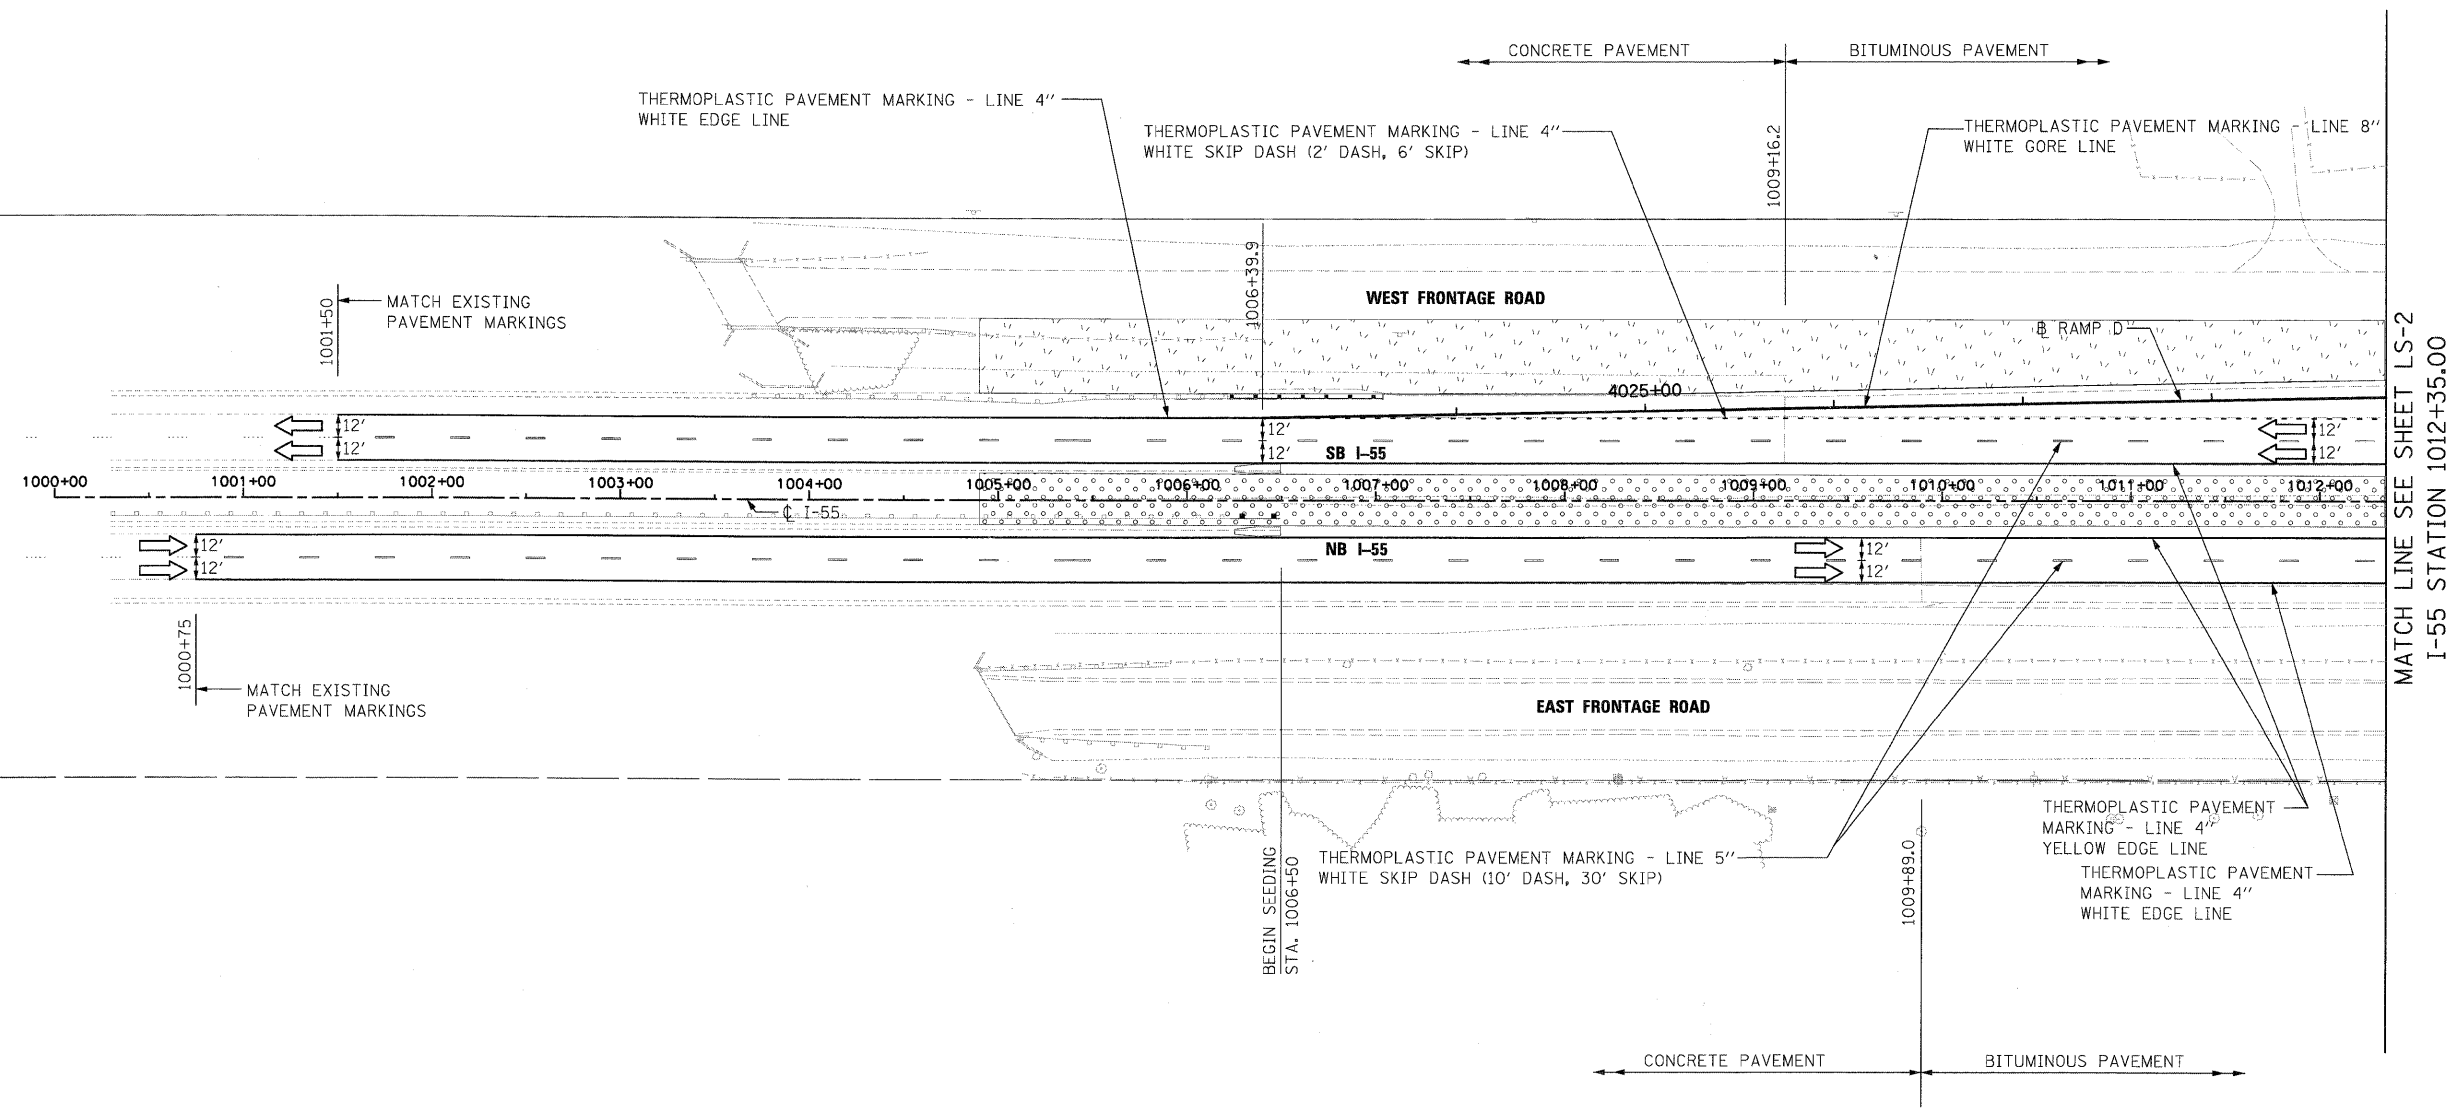 CONCRETE PAVEMENT
BITUMINOUS PAVEMENT
THERMOPLASTIC PAVEMENT MARKING - LINE 4"
WHITE EDGE LINE
THERMOPLASTIC PAVEMENT MARKING - LINE 4"
WHITE SKIP DASH (2' DASH, 6' SKIP)
1009+16.2
THERMOPLASTIC PAVEMENT MARKING - LINE 8"
WHITE GORE LINE
1001+50
MATCH EXISTING
PAVEMENT MARKINGS
1006+39.9
WEST FRONTAGE ROAD
℄ RAMP D
4025+00
12'
12'
12'
12'
12'
12'
SB I-55
1000+00
1001+00
1002+00
1003+00
1004+00
1005+00
1006+00
1007+00
1008+00
1009+00
1010+00
1011+00
1012+00
℄ I-55
12'
12'
NB I-55
12'
12'
MATCH LINE SEE SHEET LS-2
I-55 STATION 1012+35.00
1000+75
MATCH EXISTING
PAVEMENT MARKINGS
EAST FRONTAGE ROAD
BEGIN SEEDING
STA. 1006+50
THERMOPLASTIC PAVEMENT MARKING - LINE 5"
WHITE SKIP DASH (10' DASH, 30' SKIP)
1009+89.0
THERMOPLASTIC PAVEMENT
MARKING - LINE 4"
YELLOW EDGE LINE
THERMOPLASTIC PAVEMENT
MARKING - LINE 4"
WHITE EDGE LINE
CONCRETE PAVEMENT
BITUMINOUS PAVEMENT